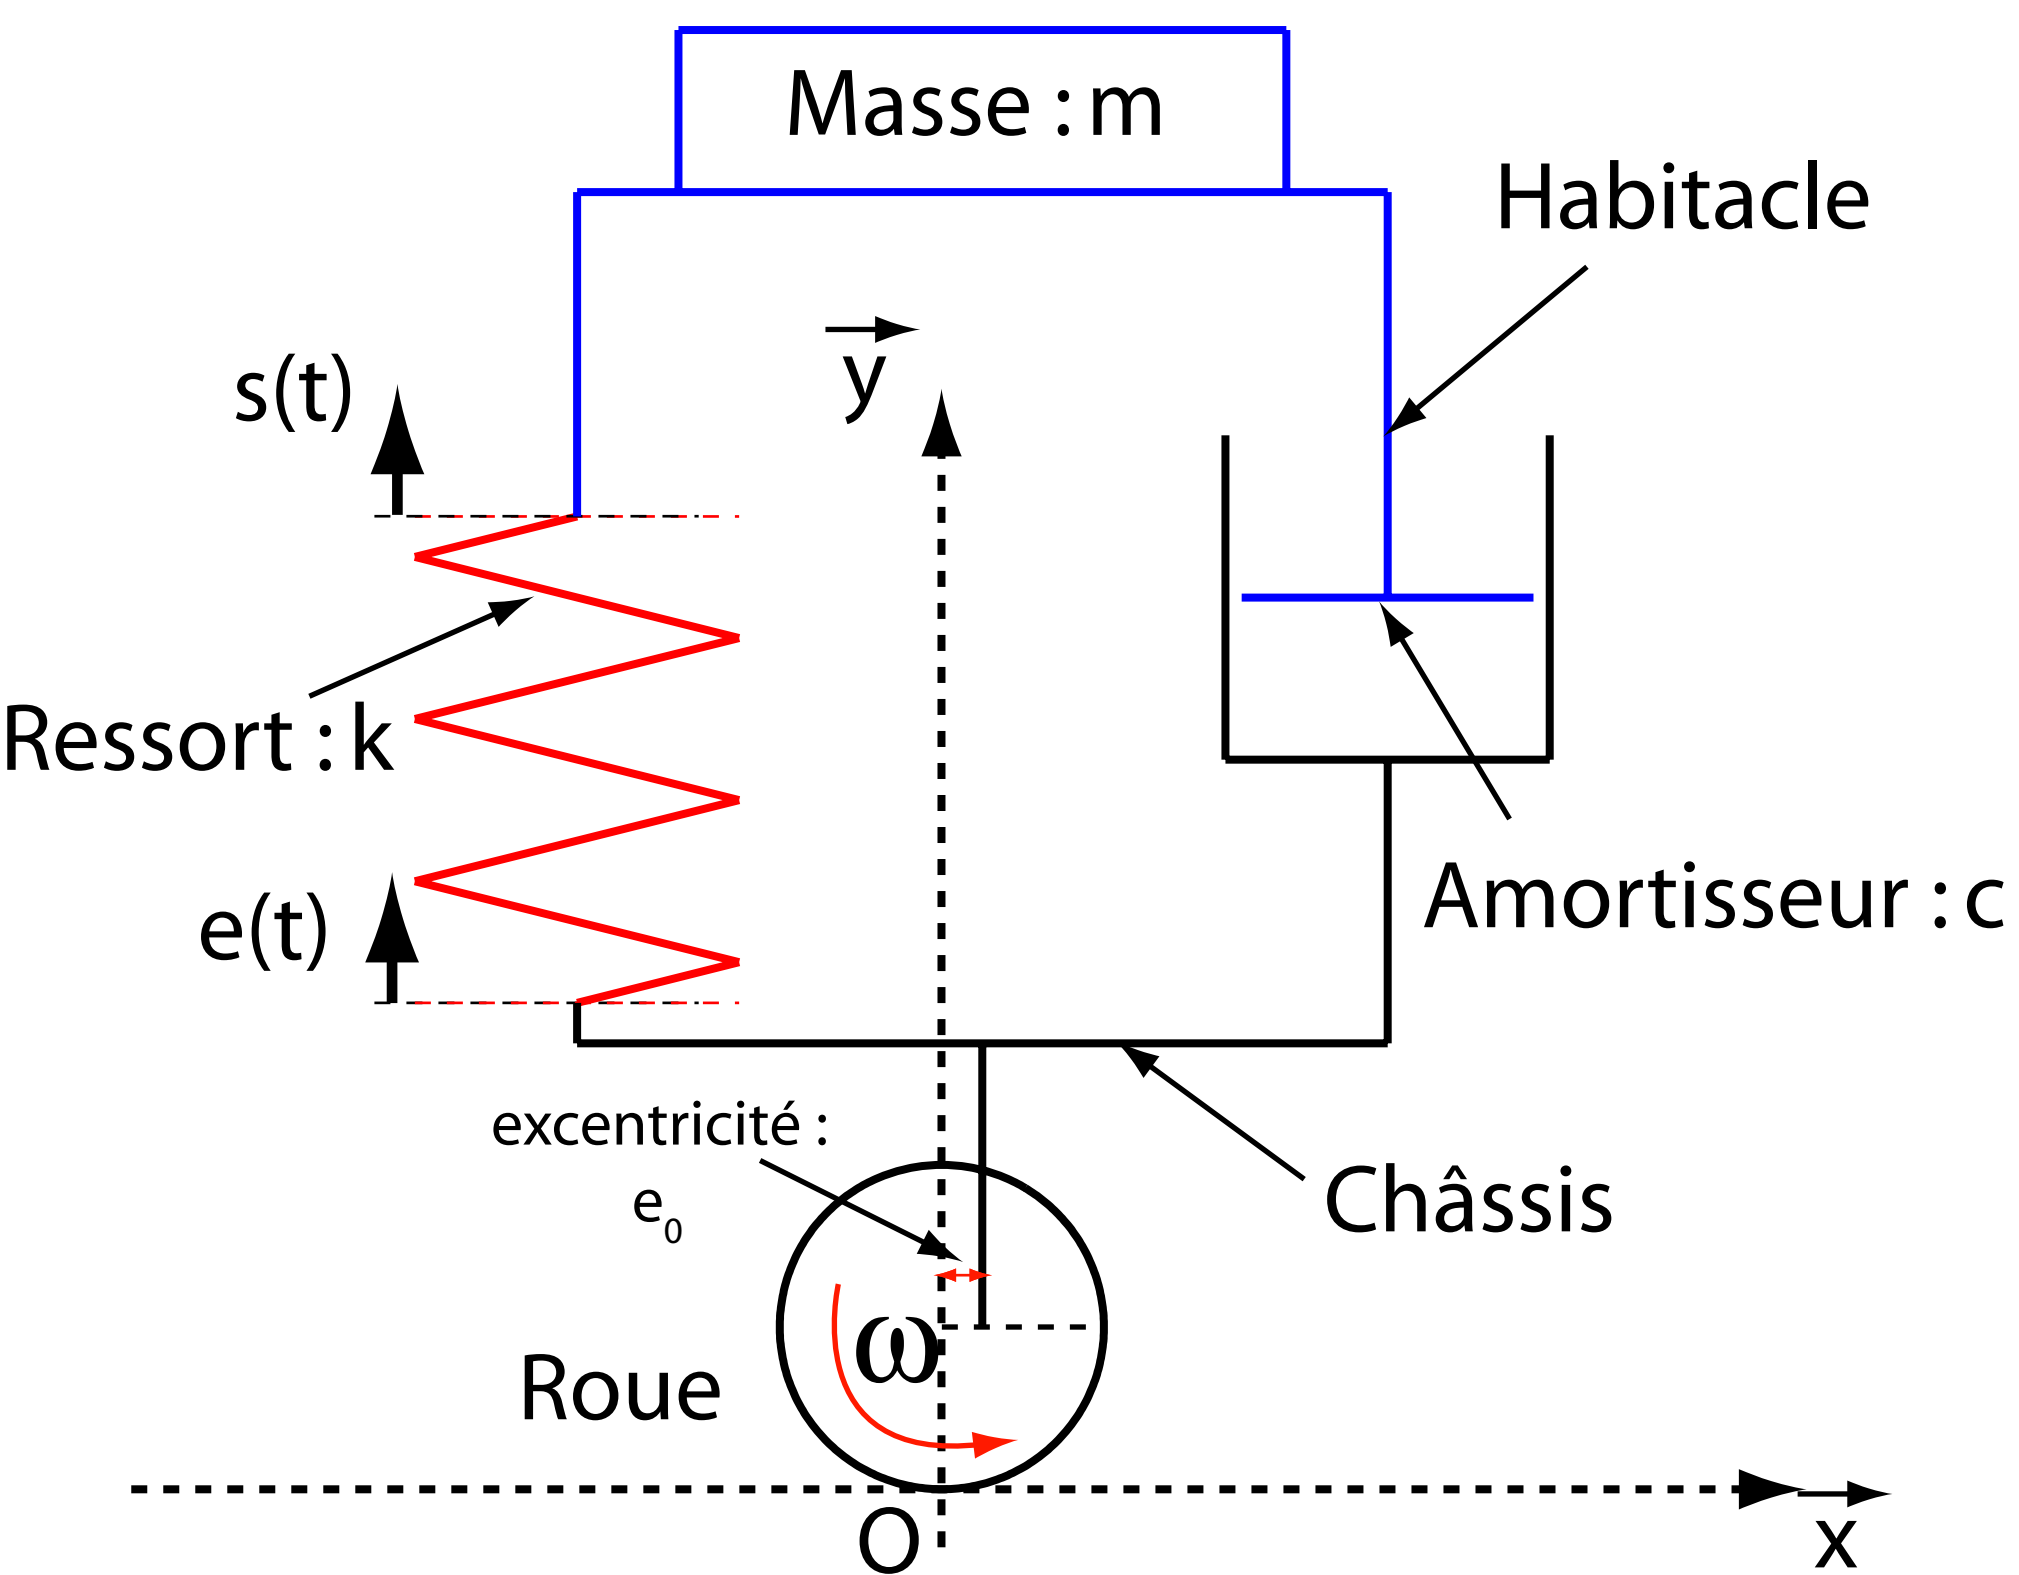 Masse : m
Habitacle
y
s(t)
Ressort : k
Amortisseur : c
e(t)
excentricité :
e₀
Châssis
ω
Roue
O
x